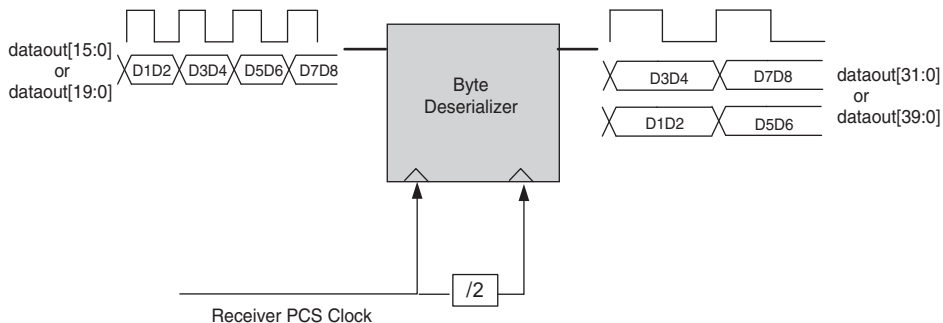 dataout[15:0]
or
dataout[19:0]
D1D2 D3D4 D5D6 D7D8
Byte
Deserializer
D3D4 D7D8
D1D2 D5D6
dataout[31:0]
or
dataout[39:0]
/2
Receiver PCS Clock